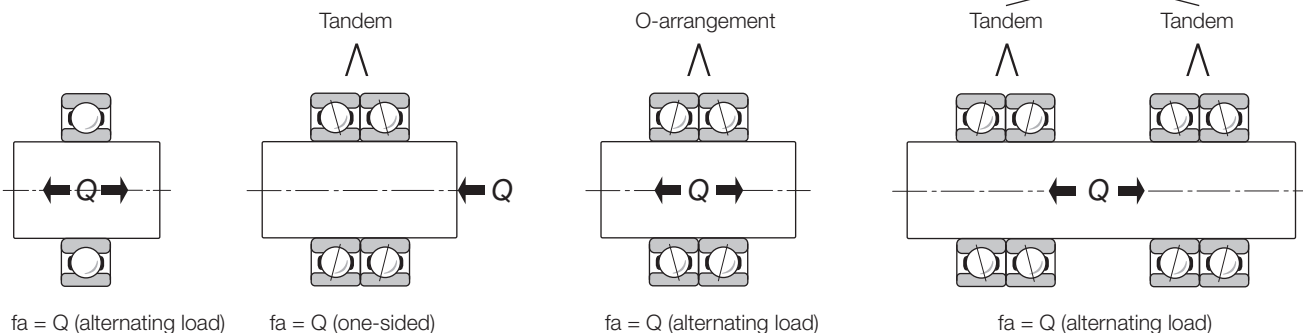 Tandem
O-arrangement
Tandem
Tandem
Q
Q
Q
Q
fa = Q (alternating load)
fa = Q (one-sided)
fa = Q (alternating load)
fa = Q (alternating load)